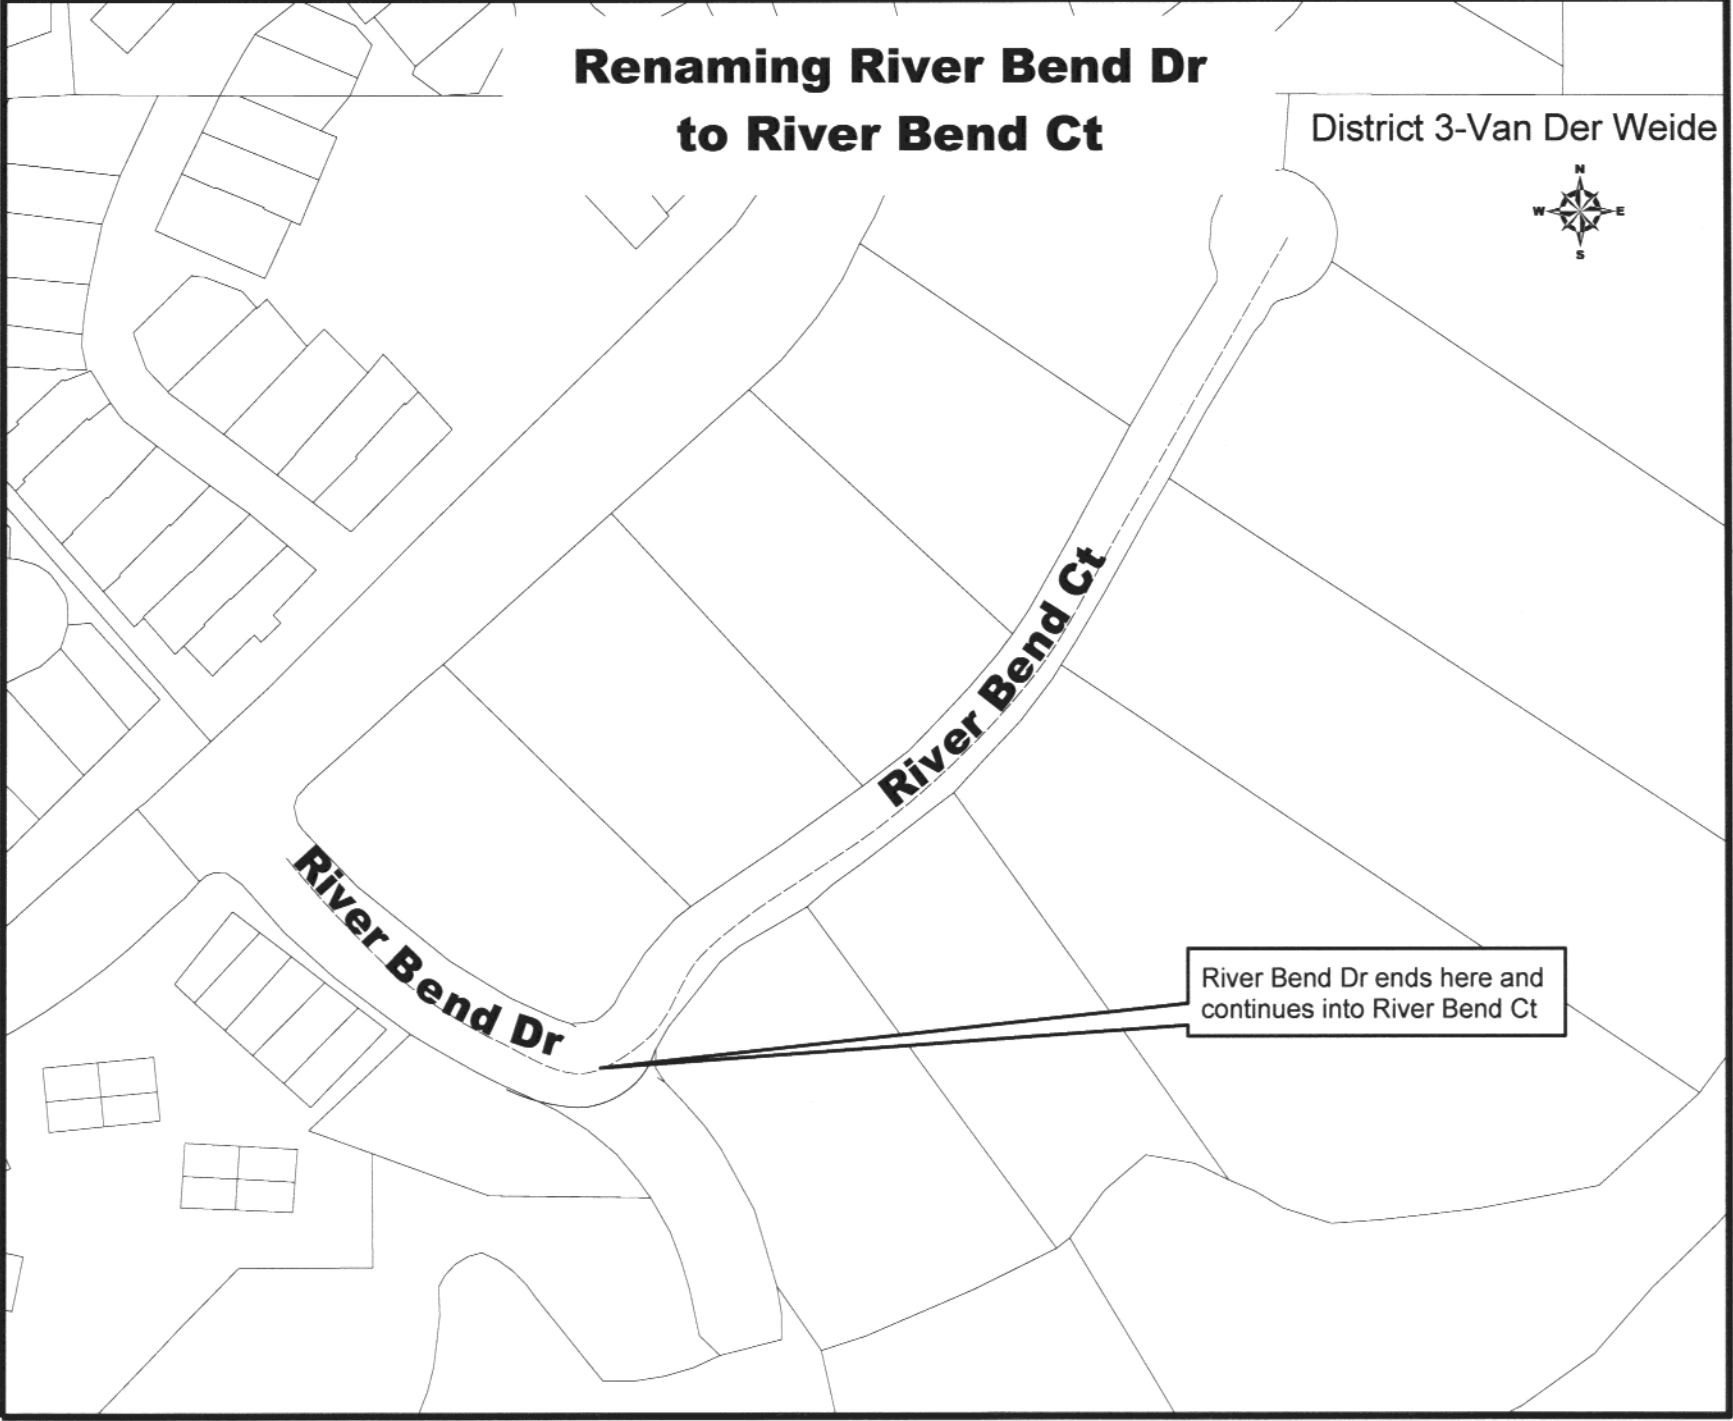 Renaming River Bend Dr
to River Bend Ct
District 3-Van Der Weide
N
W E
S
River Bend Ct
River Bend Dr
River Bend Dr ends here and
continues into River Bend Ct